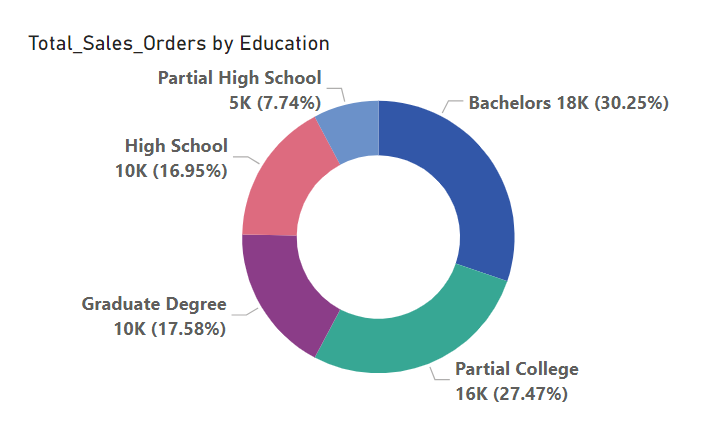 Total_Sales_Orders by Education
Partial High School
5K (7.74%)
Bachelors 18K (30.25%)
High School
10K (16.95%)
Graduate Degree
10K (17.58%)
Partial College
16K (27.47%)